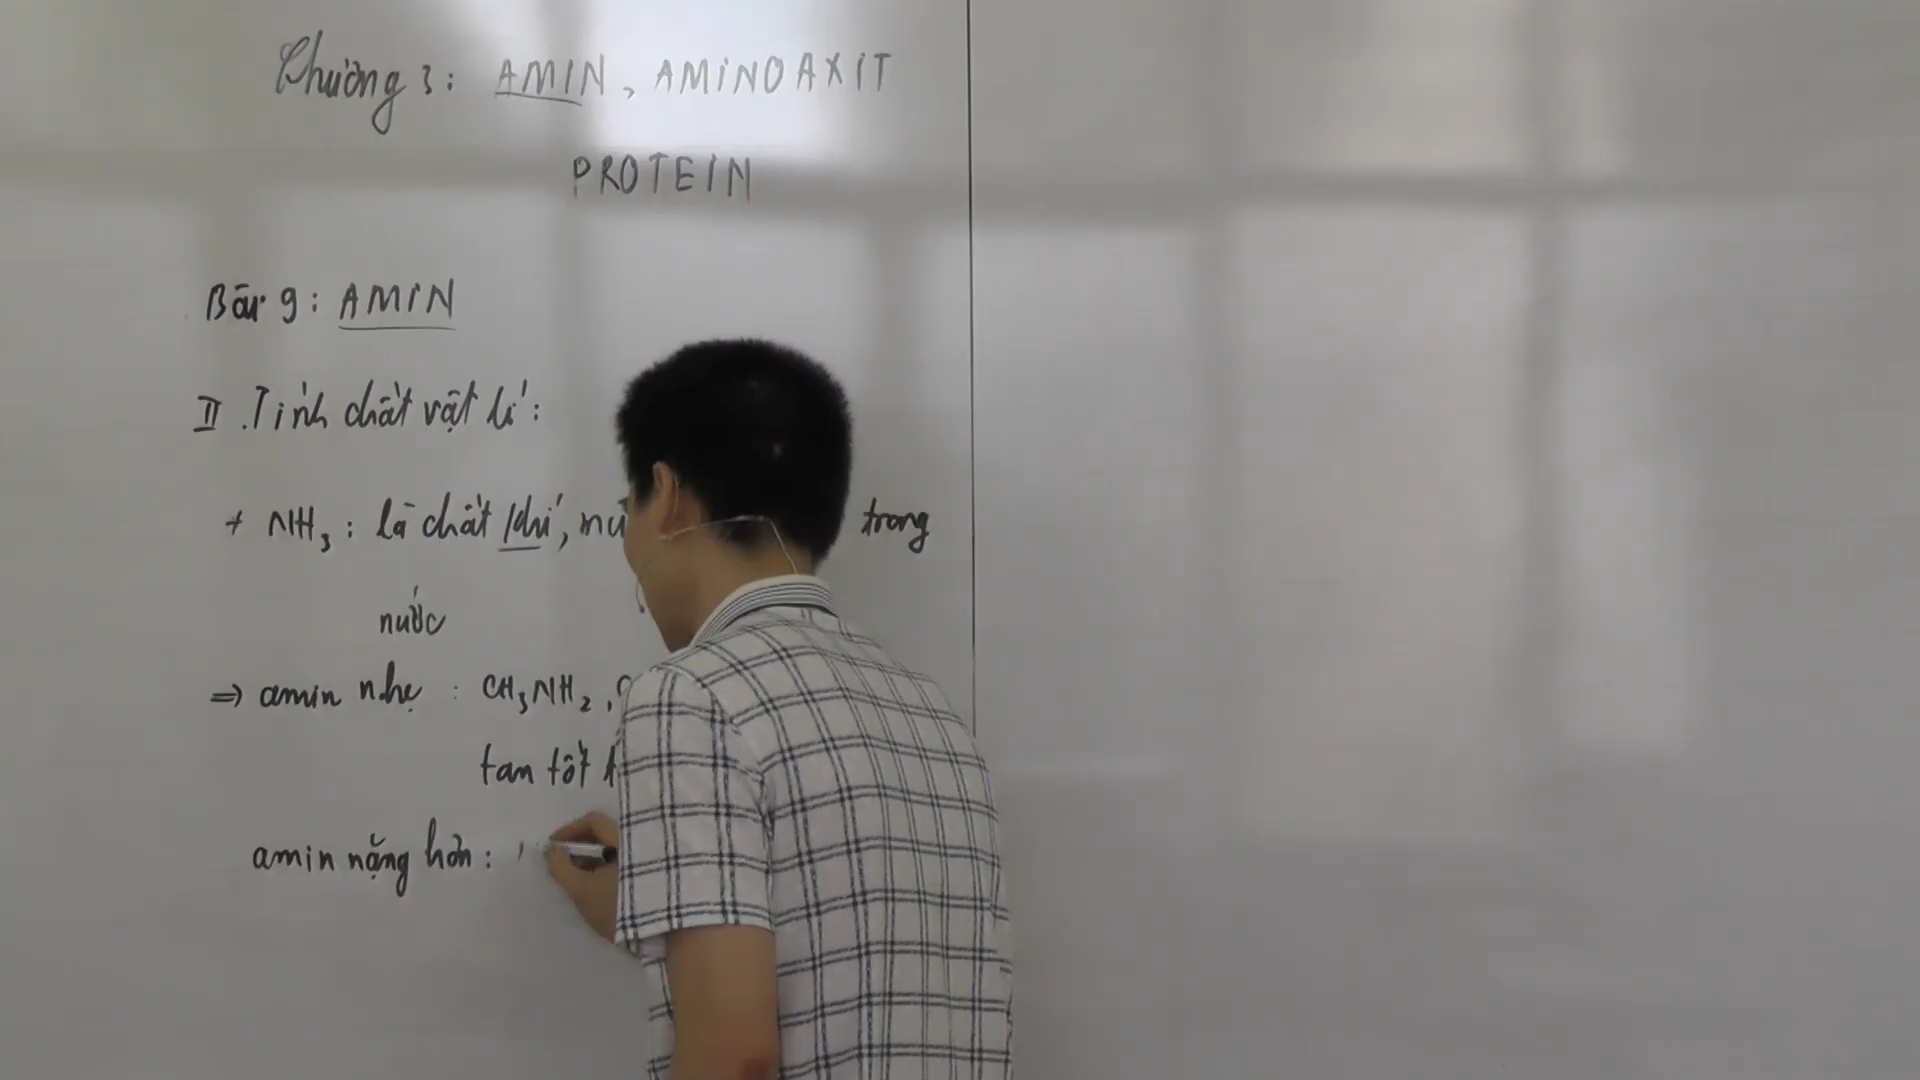 Chương 3: AMIN, AMINOAXIT
PROTEIN
Bài 9: AMIN
II. Tính chất vật lí:
+ NH₃: là chất khí, trong
nước
⇒ amin nhẹ : CH₃NH₂,
tan tốt
amin nặng hơn: